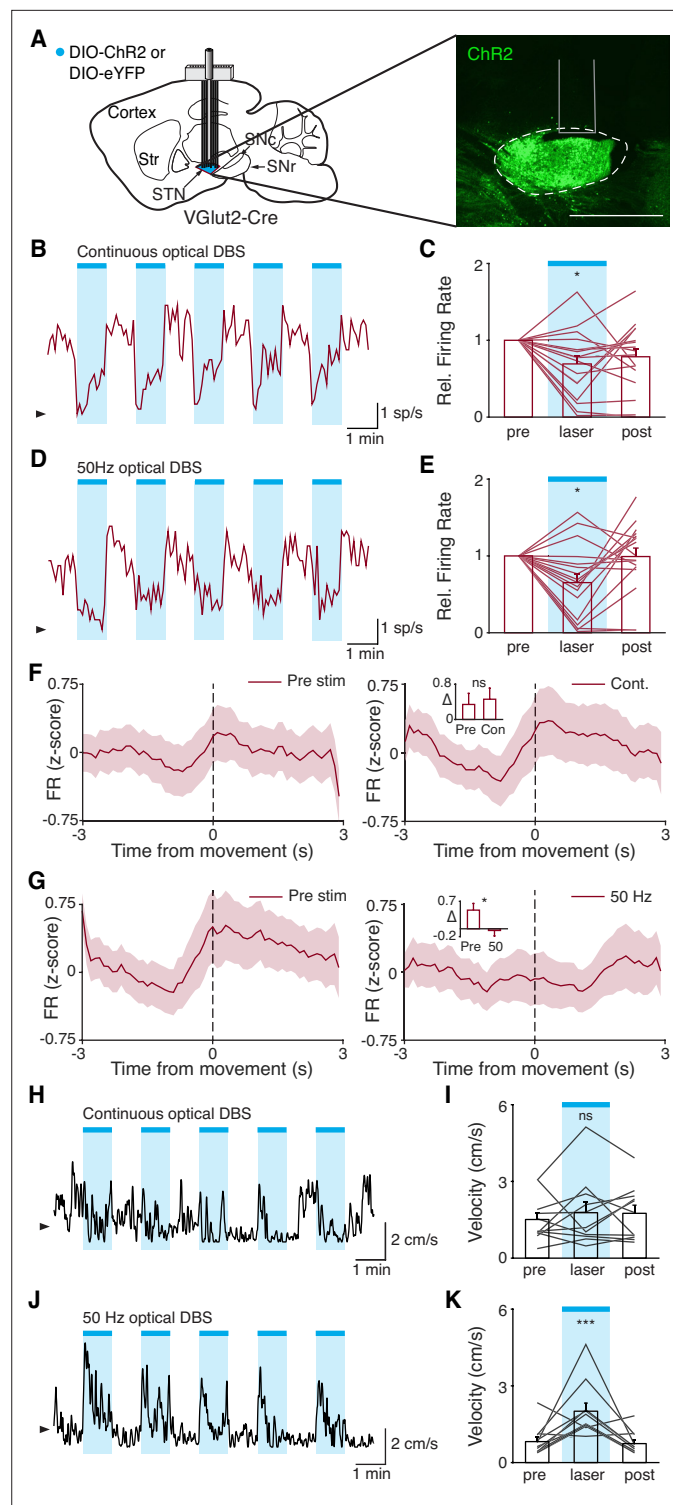 A
DIO-ChR2 or
DIO-eYFP
Cortex
Str
STN
SNc
SNr
VGlut2-Cre
ChR2
B
Continuous optical DBS
1 sp/s
1 min
C
Rel. Firing Rate
2
1
0
*
pre laser post
D
50Hz optical DBS
1 sp/s
1 min
E
Rel. Firing Rate
2
1
0
*
pre laser post
F
FR (z-score)
0.75
0
-0.75
Pre stim
-3 0 3
Time from movement (s)
FR (z-score)
0.75
0
-0.75
Cont.
0.8
Δ
0
ns
Pre Con
-3 0 3
Time from movement (s)
G
FR (z-score)
0.75
0
-0.75
Pre stim
-3 0 3
Time from movement (s)
FR (z-score)
0.75
0
-0.75
50 Hz
0.7
Δ
-0.2
*
Pre 50
-3 0 3
Time from movement (s)
H
Continuous optical DBS
2 cm/s
1 min
I
Velocity (cm/s)
6
3
0
ns
pre laser post
J
50 Hz optical DBS
2 cm/s
1 min
K
Velocity (cm/s)
6
3
0
***
pre laser post